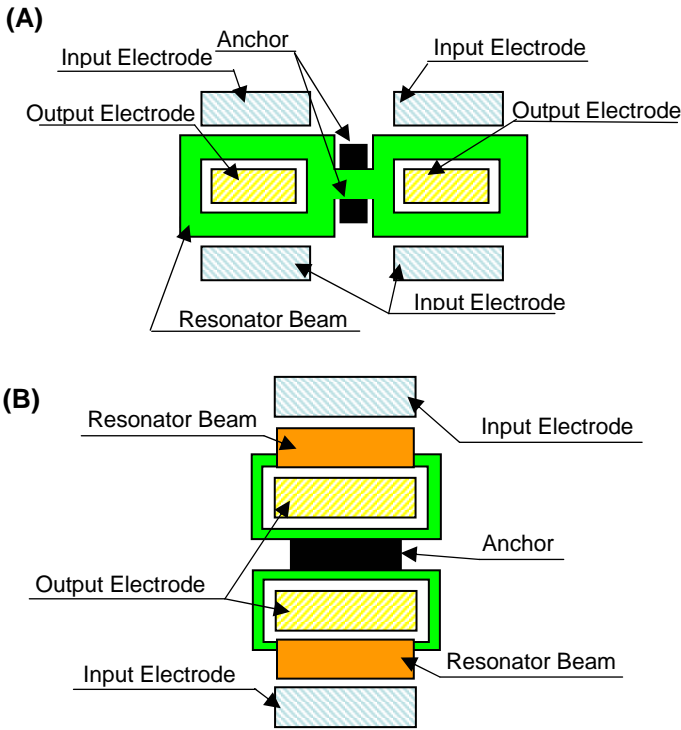 (A)
Anchor
Input Electrode
Input Electrode
Output Electrode
Output Electrode
Input Electrode
Resonator Beam
(B)
Resonator Beam
Input Electrode
Anchor
Output Electrode
Resonator Beam
Input Electrode